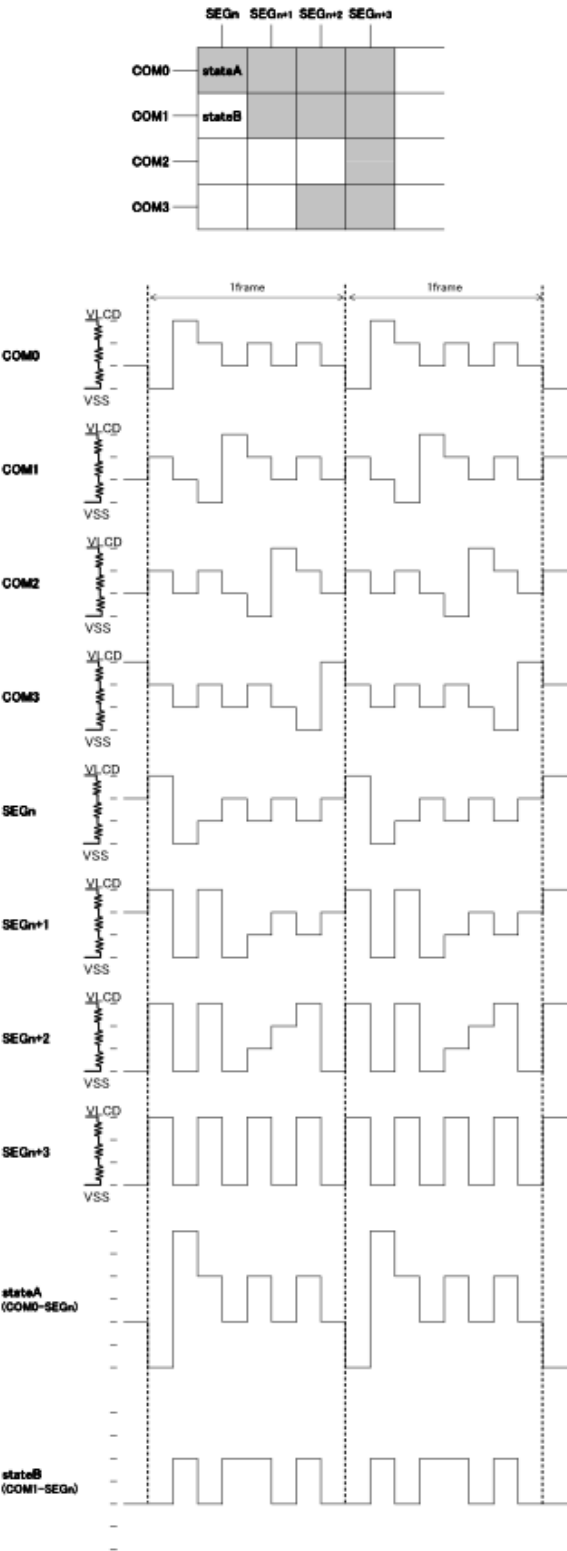 SEGn SEGn+1 SEGn+2 SEGn+3
COM0 stateA
COM1 stateB
COM2
COM3
1frame 1frame
VLCD
COM0
VSS
VLCD
COM1
VSS
VLCD
COM2
VSS
VLCD
COM3
VSS
VLCD
SEGn
VSS
VLCD
SEGn+1
VSS
VLCD
SEGn+2
VSS
VLCD
SEGn+3
VSS
stateA
(COM0-SEGn)
stateB
(COM1-SEGn)